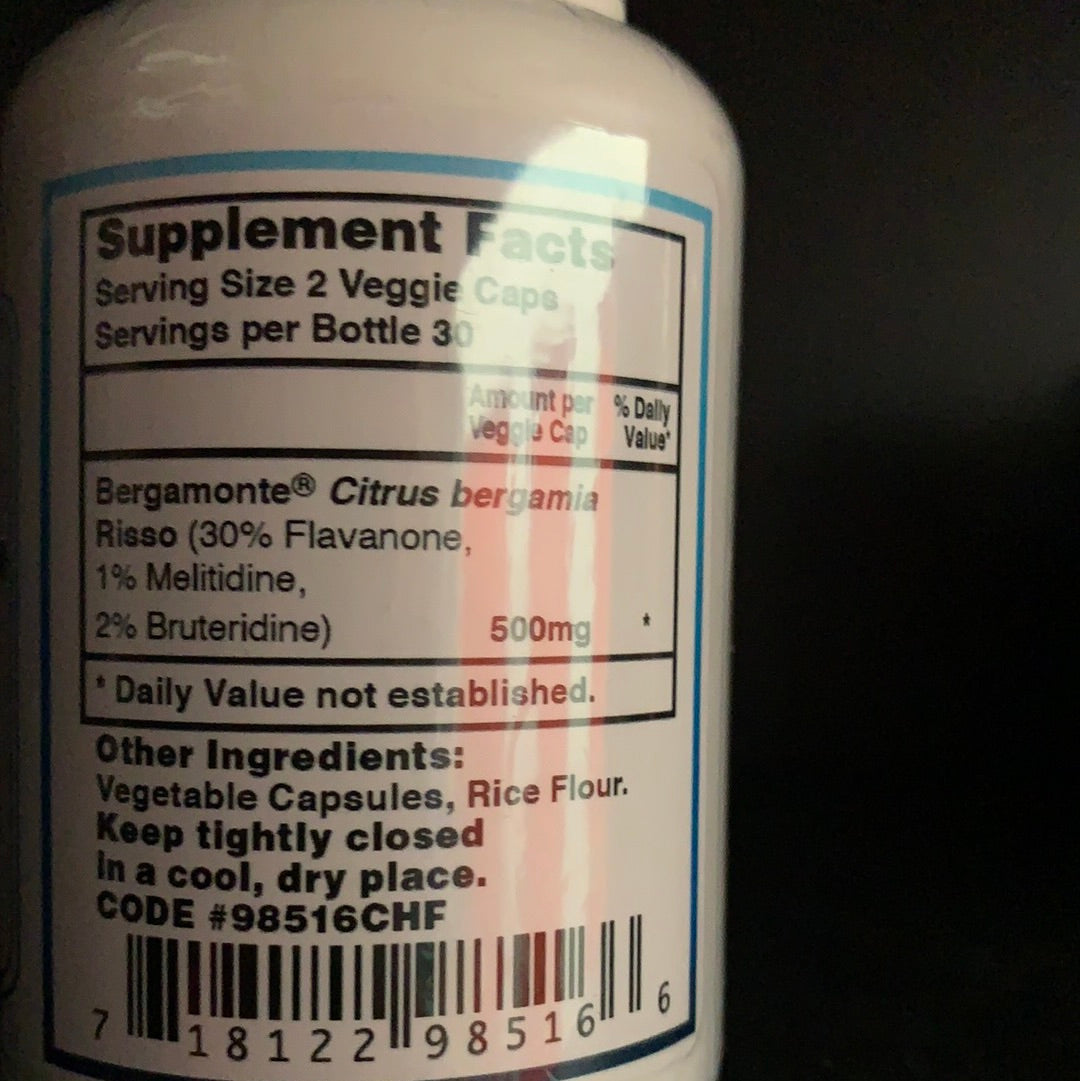 Supplement Facts
Serving Size 2 Veggie Caps
Servings per Bottle 30
Amount per
Veggie Cap
% Daily
Value*
Bergamonte® Citrus bergamia
Risso (30% Flavanone,
1% Melitidine,
2% Bruteridine) 500mg *
* Daily Value not established.
Other Ingredients:
Vegetable Capsules, Rice Flour.
Keep tightly closed
in a cool, dry place.
CODE #98516CHF
7 18122 98516 6